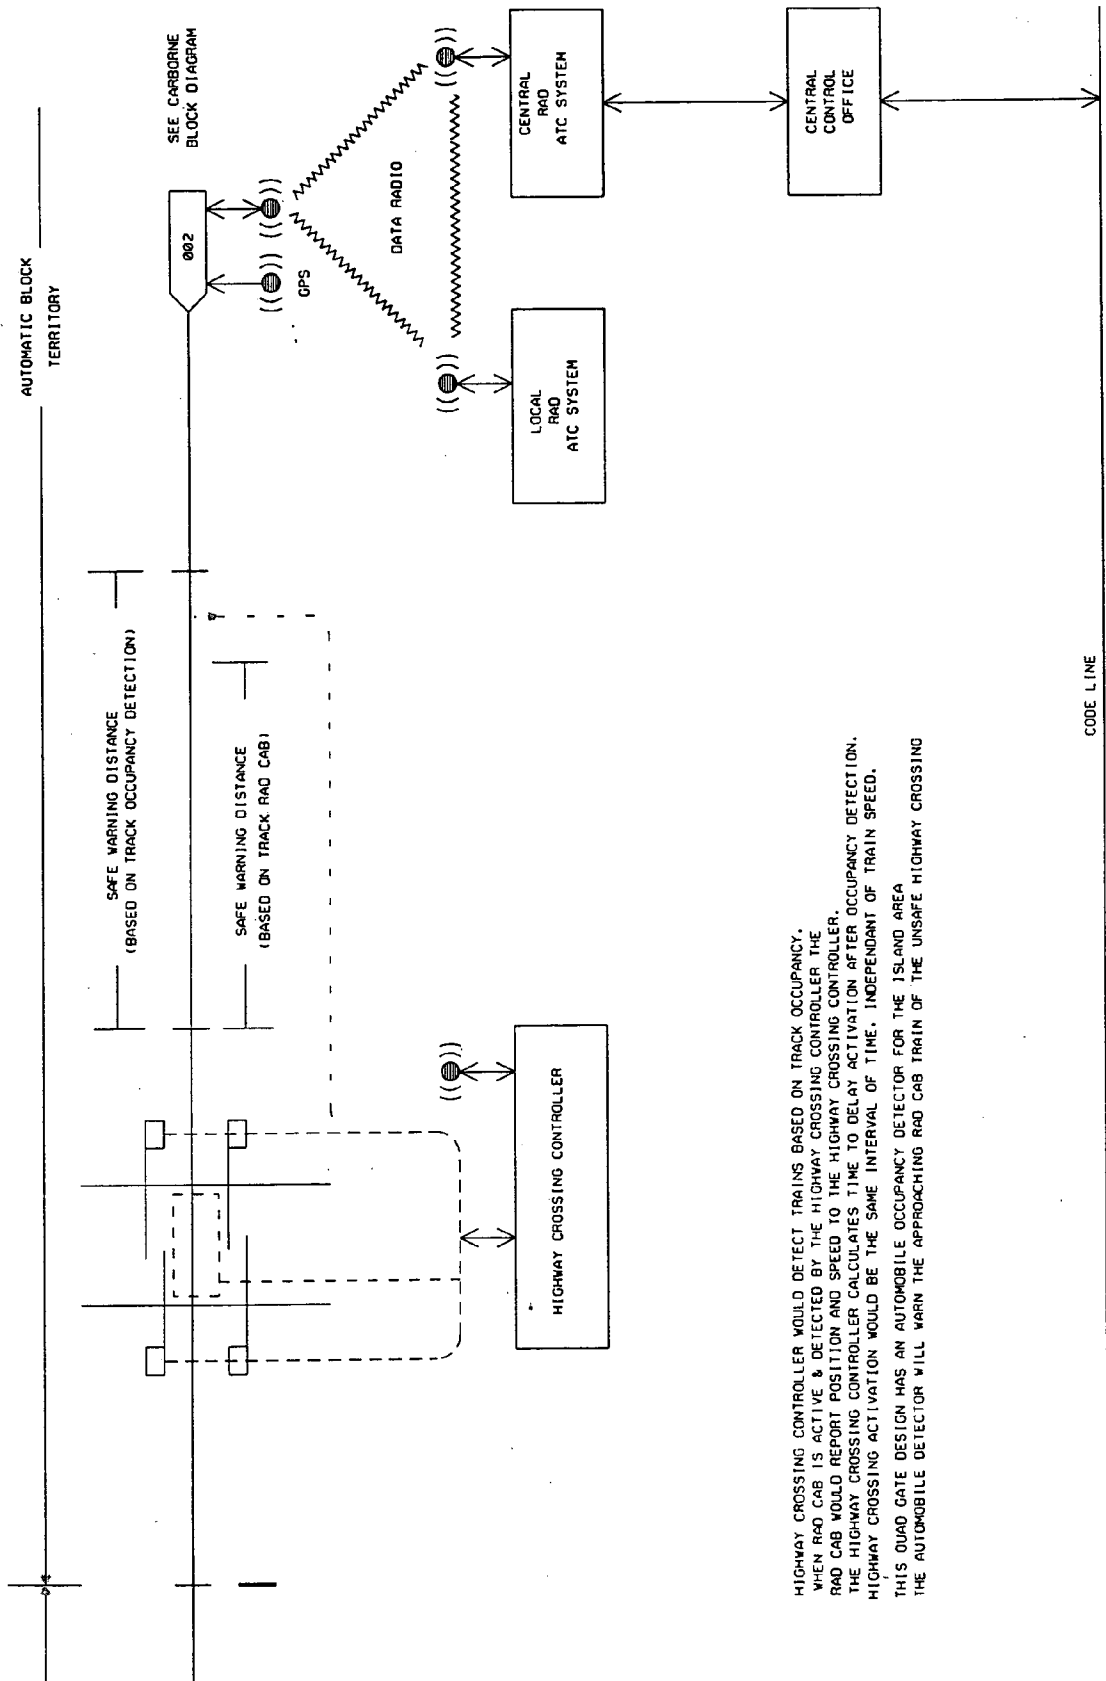 AUTOMATIC BLOCK
TERRITORY
SEE CARBORNE
BLOCK DIAGRAM
002
GPS
DATA RADIO
SAFE WARNING DISTANCE
(BASED ON TRACK OCCUPANCY DETECTION)
SAFE WARNING DISTANCE
(BASED ON TRACK RAD CAB)
HIGHWAY CROSSING CONTROLLER
LOCAL
RAD
ATC SYSTEM
CENTRAL
RAD
ATC SYSTEM
CENTRAL
CONTROL
OFFICE
HIGHWAY CROSSING CONTROLLER WOULD DETECT TRAINS BASED ON TRACK OCCUPANCY.
WHEN RAD CAB IS ACTIVE & DETECTED BY THE HIGHWAY CROSSING CONTROLLER THE
RAD CAB WOULD REPORT POSITION AND SPEED TO THE HIGHWAY CROSSING CONTROLLER.
THE HIGHWAY CROSSING CONTROLLER CALCULATES TIME TO DELAY ACTIVATION AFTER OCCUPANCY DETECTION.
HIGHWAY CROSSING ACTIVATION WOULD BE THE SAME INTERVAL OF TIME, INDEPENDANT OF TRAIN SPEED.
THIS QUAD GATE DESIGN HAS AN AUTOMOBILE OCCUPANCY DETECTOR FOR THE ISLAND AREA
THE AUTOMOBILE DETECTOR WILL WARN THE APPROACHING RAD CAB TRAIN OF THE UNSAFE HIGHWAY CROSSING
CODE LINE